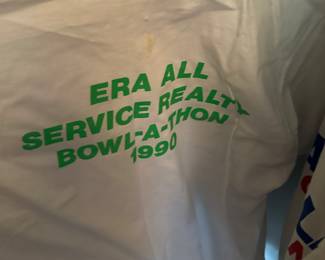 ERA ALL
SERVICE REALTY
BOWL-A-THON
1990